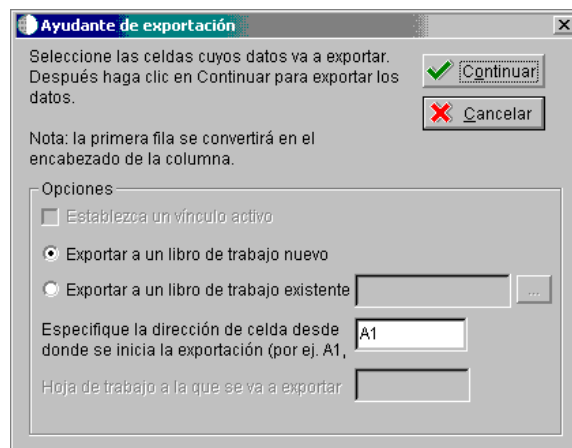 Ayudante de exportación
Seleccione las celdas cuyos datos va a exportar.
Después haga clic en Continuar para exportar los
datos.
Continuar
Cancelar
Nota: la primera fila se convertirá en el
encabezado de la columna.
Opciones
Establezca un vínculo activo
Exportar a un libro de trabajo nuevo
Exportar a un libro de trabajo existente
...
Especifique la dirección de celda desde
donde se inicia la exportación (por ej. A1,
A1
Hoja de trabajo a la que se va a exportar